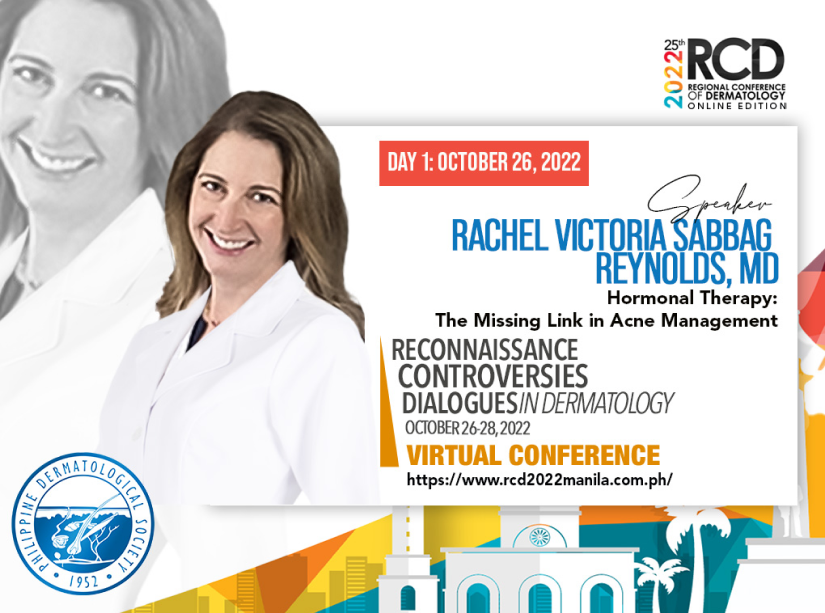 25th
2022
RCD
REGIONAL CONFERENCE
OF DERMATOLOGY
ONLINE EDITION
DAY 1: OCTOBER 26, 2022
Speaker
RACHEL VICTORIA SABBAG
REYNOLDS, MD
Hormonal Therapy:
The Missing Link in Acne Management
RECONNAISSANCE
CONTROVERSIES
DIALOGUES IN DERMATOLOGY
OCTOBER 26-28, 2022
VIRTUAL CONFERENCE
https://www.rcd2022manila.com.ph/
PHILIPPINE DERMATOLOGICAL SOCIETY
• 1952 •